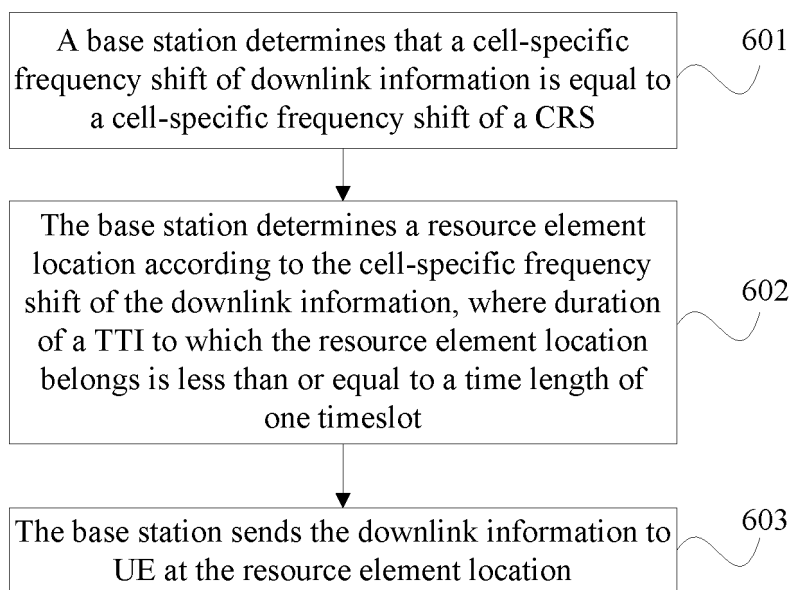 A base station determines that a cell-specific
frequency shift of downlink information is equal to
a cell-specific frequency shift of a CRS
601
The base station determines a resource element
location according to the cell-specific frequency
shift of the downlink information, where duration
of a TTI to which the resource element location
belongs is less than or equal to a time length of
one timeslot
602
The base station sends the downlink information to
UE at the resource element location
603